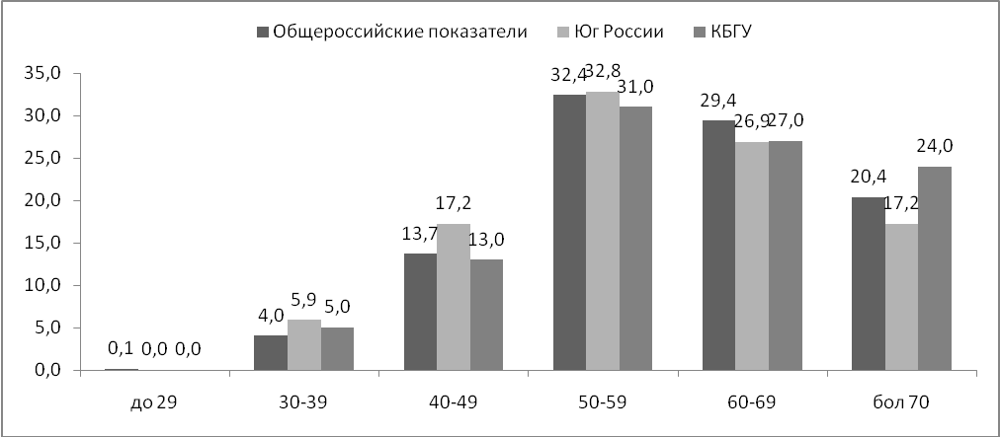 Общероссийские показатели Юг России КБГУ
35,0
30,0
25,0
20,0
15,0
10,0
5,0
0,0
0,1 0,0 0,0
4,0 5,9 5,0
13,7 17,2 13,0
32,4 32,8 31,0
29,4 26,9 27,0
20,4 17,2 24,0
до 29 30-39 40-49 50-59 60-69 бол 70